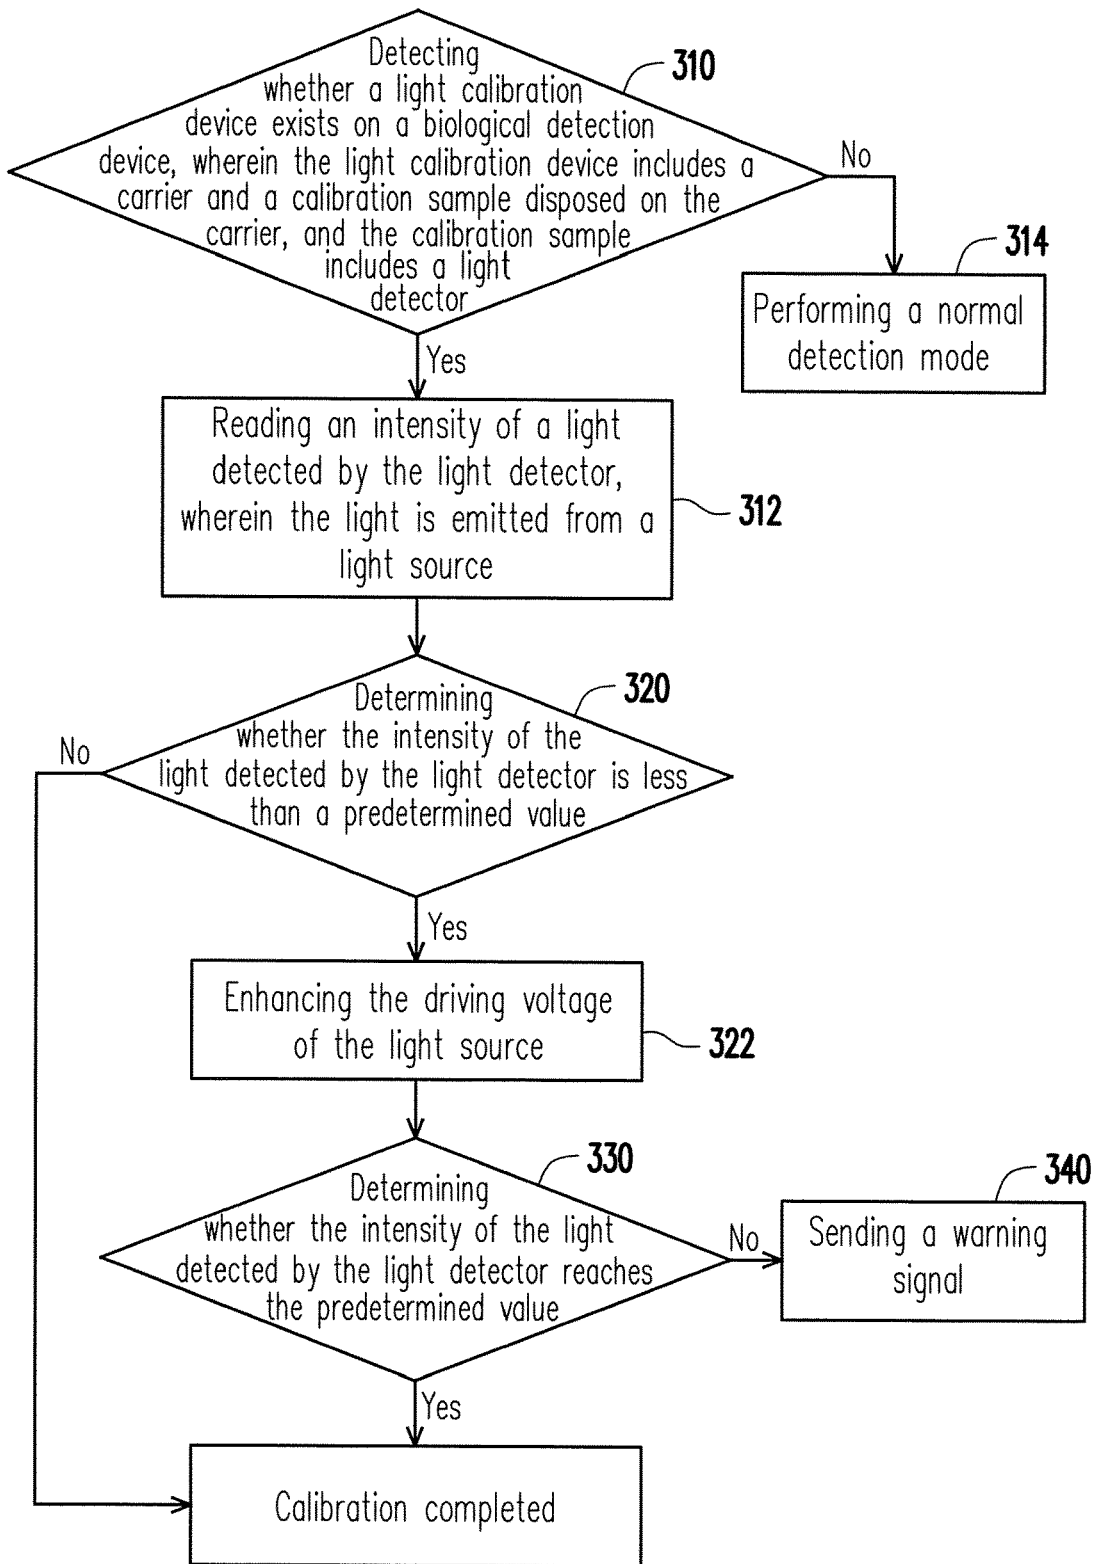 Detecting
whether a light calibration
device exists on a biological detection
device, wherein the light calibration device includes a
carrier and a calibration sample disposed on the
carrier, and the calibration sample
includes a light
detector
310
No
314
Performing a normal
detection mode
Yes
Reading an intensity of a light
detected by the light detector,
wherein the light is emitted from a
light source
312
Determining
whether the intensity of the
light detected by the light detector is less
than a predetermined value
320
No
Yes
Enhancing the driving voltage
of the light source
322
Determining
whether the intensity of the light
detected by the light detector reaches
the predetermined value
330
No
340
Sending a warning
signal
Yes
Calibration completed